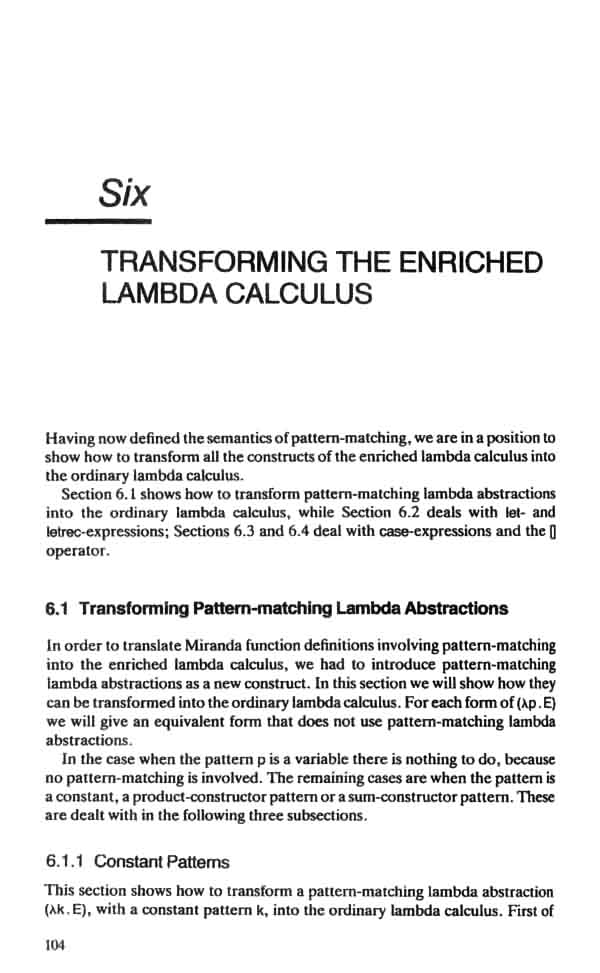 Six
TRANSFORMING THE ENRICHED
LAMBDA CALCULUS
Having now defined the semantics of pattern-matching, we are in a position to
show how to transform all the constructs of the enriched lambda calculus into
the ordinary lambda calculus.
Section 6.1 shows how to transform pattern-matching lambda abstractions
into the ordinary lambda calculus, while Section 6.2 deals with let- and
letrec-expressions; Sections 6.3 and 6.4 deal with case-expressions and the []
operator.
6.1 Transforming Pattern-matching Lambda Abstractions
In order to translate Miranda function definitions involving pattern-matching
into the enriched lambda calculus, we had to introduce pattern-matching
lambda abstractions as a new construct. In this section we will show how they
can be transformed into the ordinary lambda calculus. For each form of (λp.E)
we will give an equivalent form that does not use pattern-matching lambda
abstractions.
In the case when the pattern p is a variable there is nothing to do, because
no pattern-matching is involved. The remaining cases are when the pattern is
a constant, a product-constructor pattern or a sum-constructor pattern. These
are dealt with in the following three subsections.
6.1.1 Constant Patterns
This section shows how to transform a pattern-matching lambda abstraction
(λk.E), with a constant pattern k, into the ordinary lambda calculus. First of
104